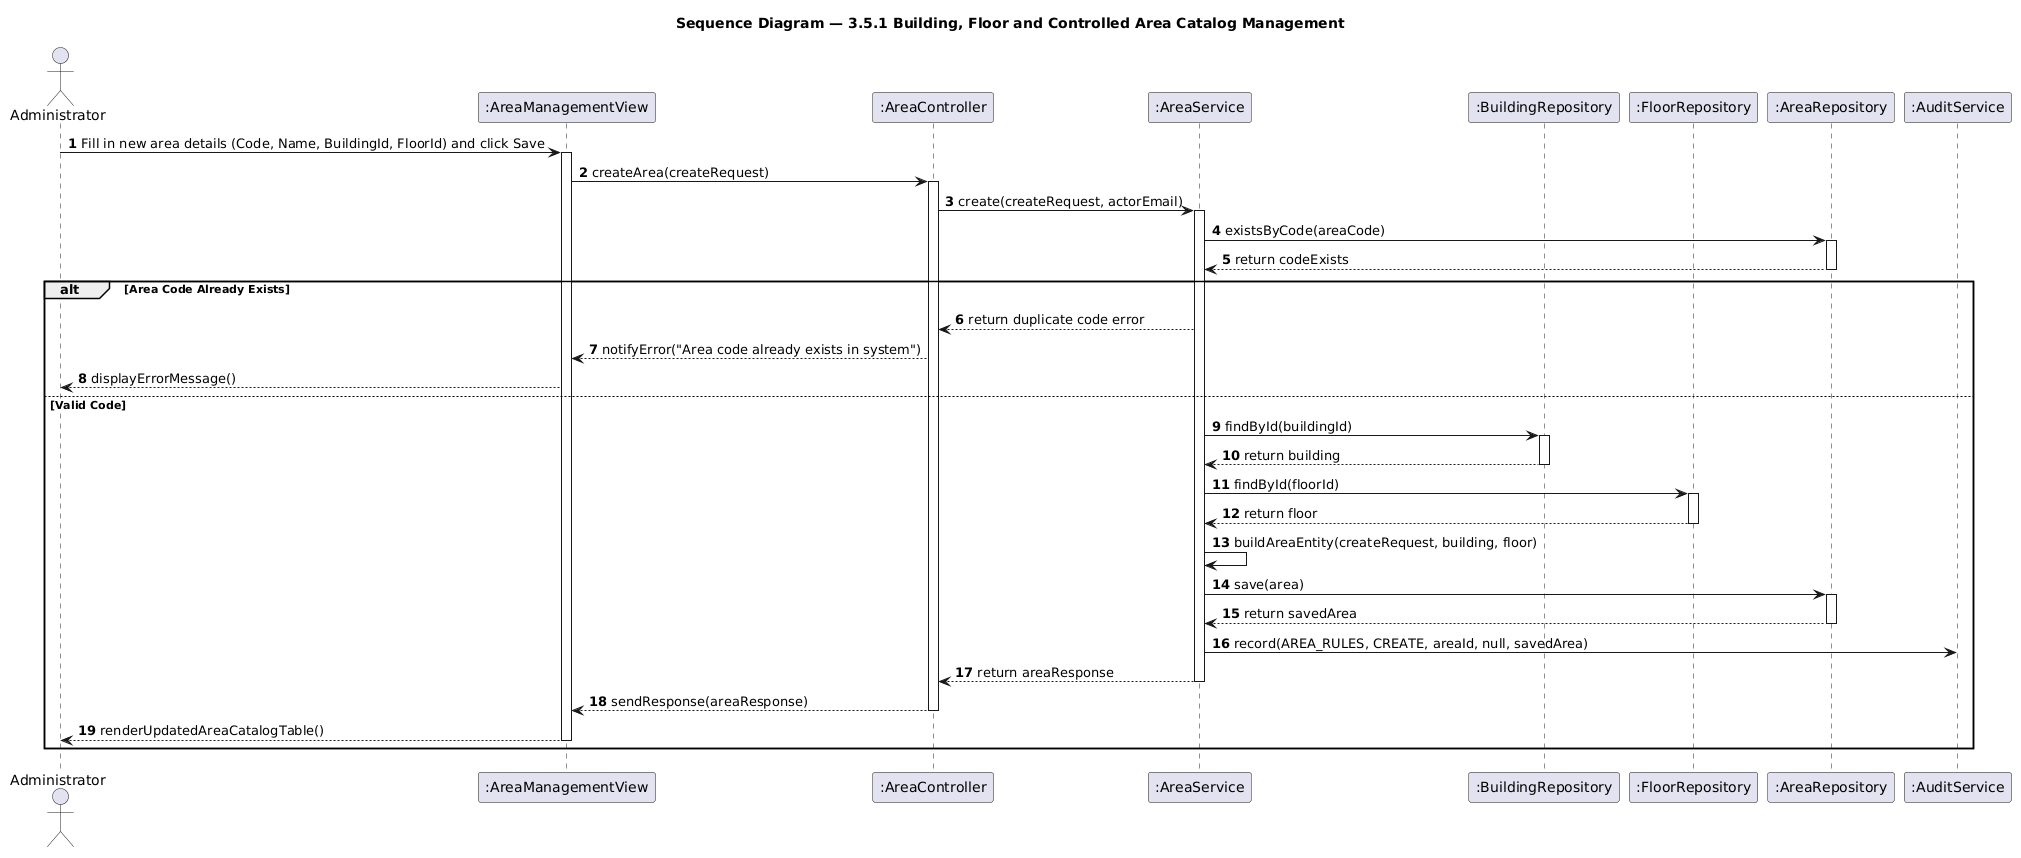 Sequence Diagram — 3.5.1 Building, Floor and Controlled Area Catalog Management
Administrator
:AreaManagementView
:AreaController
:AreaService
:BuildingRepository
:FloorRepository
:AreaRepository
:AuditService
1 Fill in new area details (Code, Name, BuildingId, FloorId) and click Save
2 createArea(createRequest)
3 create(createRequest, actorEmail)
4 existsByCode(areaCode)
5 return codeExists
alt [Area Code Already Exists]
6 return duplicate code error
7 notifyError("Area code already exists in system")
8 displayErrorMessage()
[Valid Code]
9 findById(buildingId)
10 return building
11 findById(floorId)
12 return floor
13 buildAreaEntity(createRequest, building, floor)
14 save(area)
15 return savedArea
16 record(AREA_RULES, CREATE, areaId, null, savedArea)
17 return areaResponse
18 sendResponse(areaResponse)
19 renderUpdatedAreaCatalogTable()
Administrator
:AreaManagementView
:AreaController
:AreaService
:BuildingRepository
:FloorRepository
:AreaRepository
:AuditService